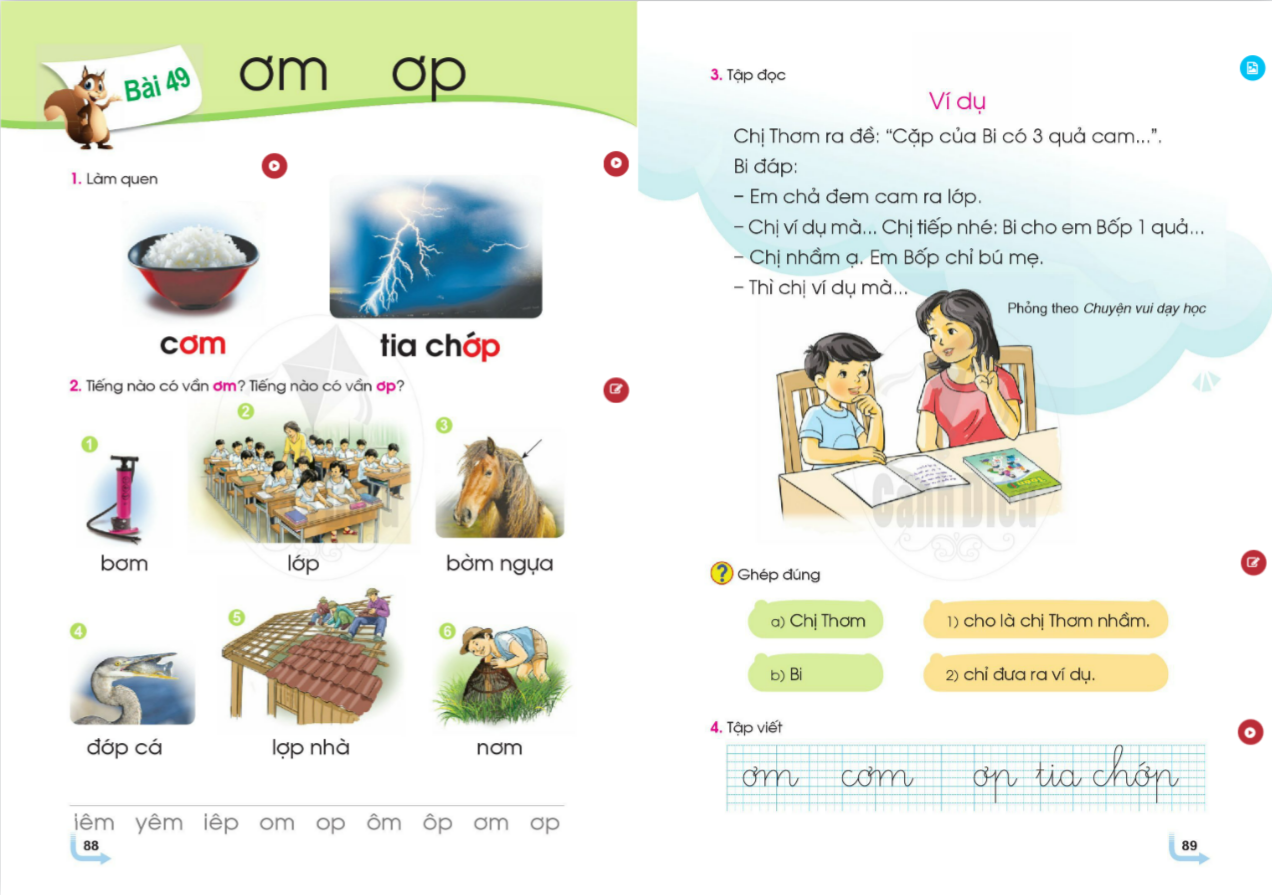 Bài 49
ơm ơp
1. Làm quen
cơm
tia chớp
2. Tiếng nào có vần ơm? Tiếng nào có vần ơp?
1
2
3
bơm
lớp
bờm ngựa
4
5
6
đớp cá
lợp nhà
nơm
iêm yêm iêp om op ôm ôp ơm ơp
88
3. Tập đọc
Ví dụ
Chị Thơm ra đề: “Cặp của Bi có 3 quả cam...”.
Bi đáp:
– Em chả đem cam ra lớp.
– Chị ví dụ mà... Chị tiếp nhé: Bi cho em Bốp 1 quả...
– Chị nhầm ạ. Em Bốp chỉ bú mẹ.
– Thì chị ví dụ mà...
Phỏng theo Chuyện vui dạy học
Cánh Diều
? Ghép đúng
a) Chị Thơm
1) cho là chị Thơm nhầm.
b) Bi
2) chỉ đưa ra ví dụ.
4. Tập viết
ơm cơm ơp tia chớp
89